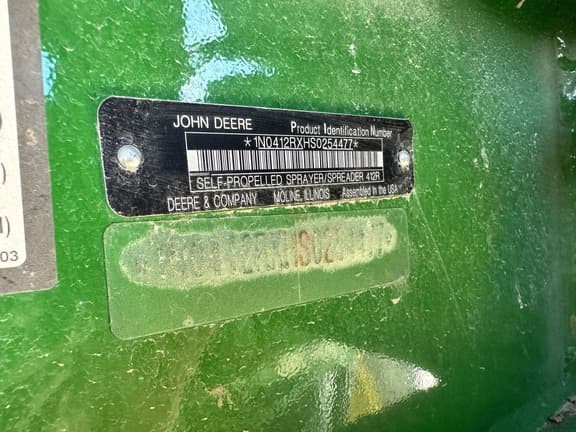 JOHN DEERE Product Identification Number
*1N0412RXHS0254477*
SELF-PROPELLED SPRAYER/SPREADER 412R
DEERE & COMPANY MOLINE, ILLINOIS Assembled in the USA
03